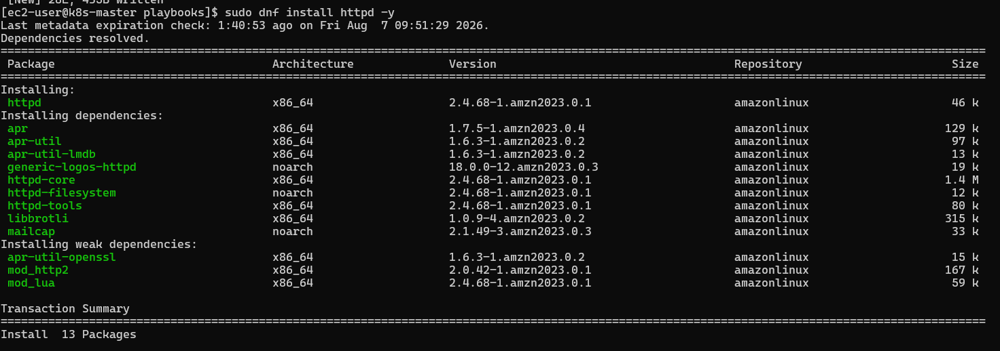 [New] 28L, 453B written
[ec2-user@k8s-master playbooks]$ sudo dnf install httpd -y
Last metadata expiration check: 1:40:53 ago on Fri Aug  7 09:51:29 2026.
Dependencies resolved.
================================================================================
Package Architecture Version Repository Size
================================================================================
Installing:
httpd x86_64 2.4.68-1.amzn2023.0.1 amazonlinux 46 k
Installing dependencies:
apr x86_64 1.7.5-1.amzn2023.0.4 amazonlinux 129 k
apr-util x86_64 1.6.3-1.amzn2023.0.2 amazonlinux 97 k
apr-util-lmdb x86_64 1.6.3-1.amzn2023.0.2 amazonlinux 13 k
generic-logos-httpd noarch 18.0.0-12.amzn2023.0.3 amazonlinux 19 k
httpd-core x86_64 2.4.68-1.amzn2023.0.1 amazonlinux 1.4 M
httpd-filesystem noarch 2.4.68-1.amzn2023.0.1 amazonlinux 12 k
httpd-tools x86_64 2.4.68-1.amzn2023.0.1 amazonlinux 80 k
libbrotli x86_64 1.0.9-4.amzn2023.0.2 amazonlinux 315 k
mailcap noarch 2.1.49-3.amzn2023.0.3 amazonlinux 33 k
Installing weak dependencies:
apr-util-openssl x86_64 1.6.3-1.amzn2023.0.2 amazonlinux 15 k
mod_http2 x86_64 2.0.42-1.amzn2023.0.1 amazonlinux 167 k
mod_lua x86_64 2.4.68-1.amzn2023.0.1 amazonlinux 59 k
Transaction Summary
================================================================================
Install  13 Packages